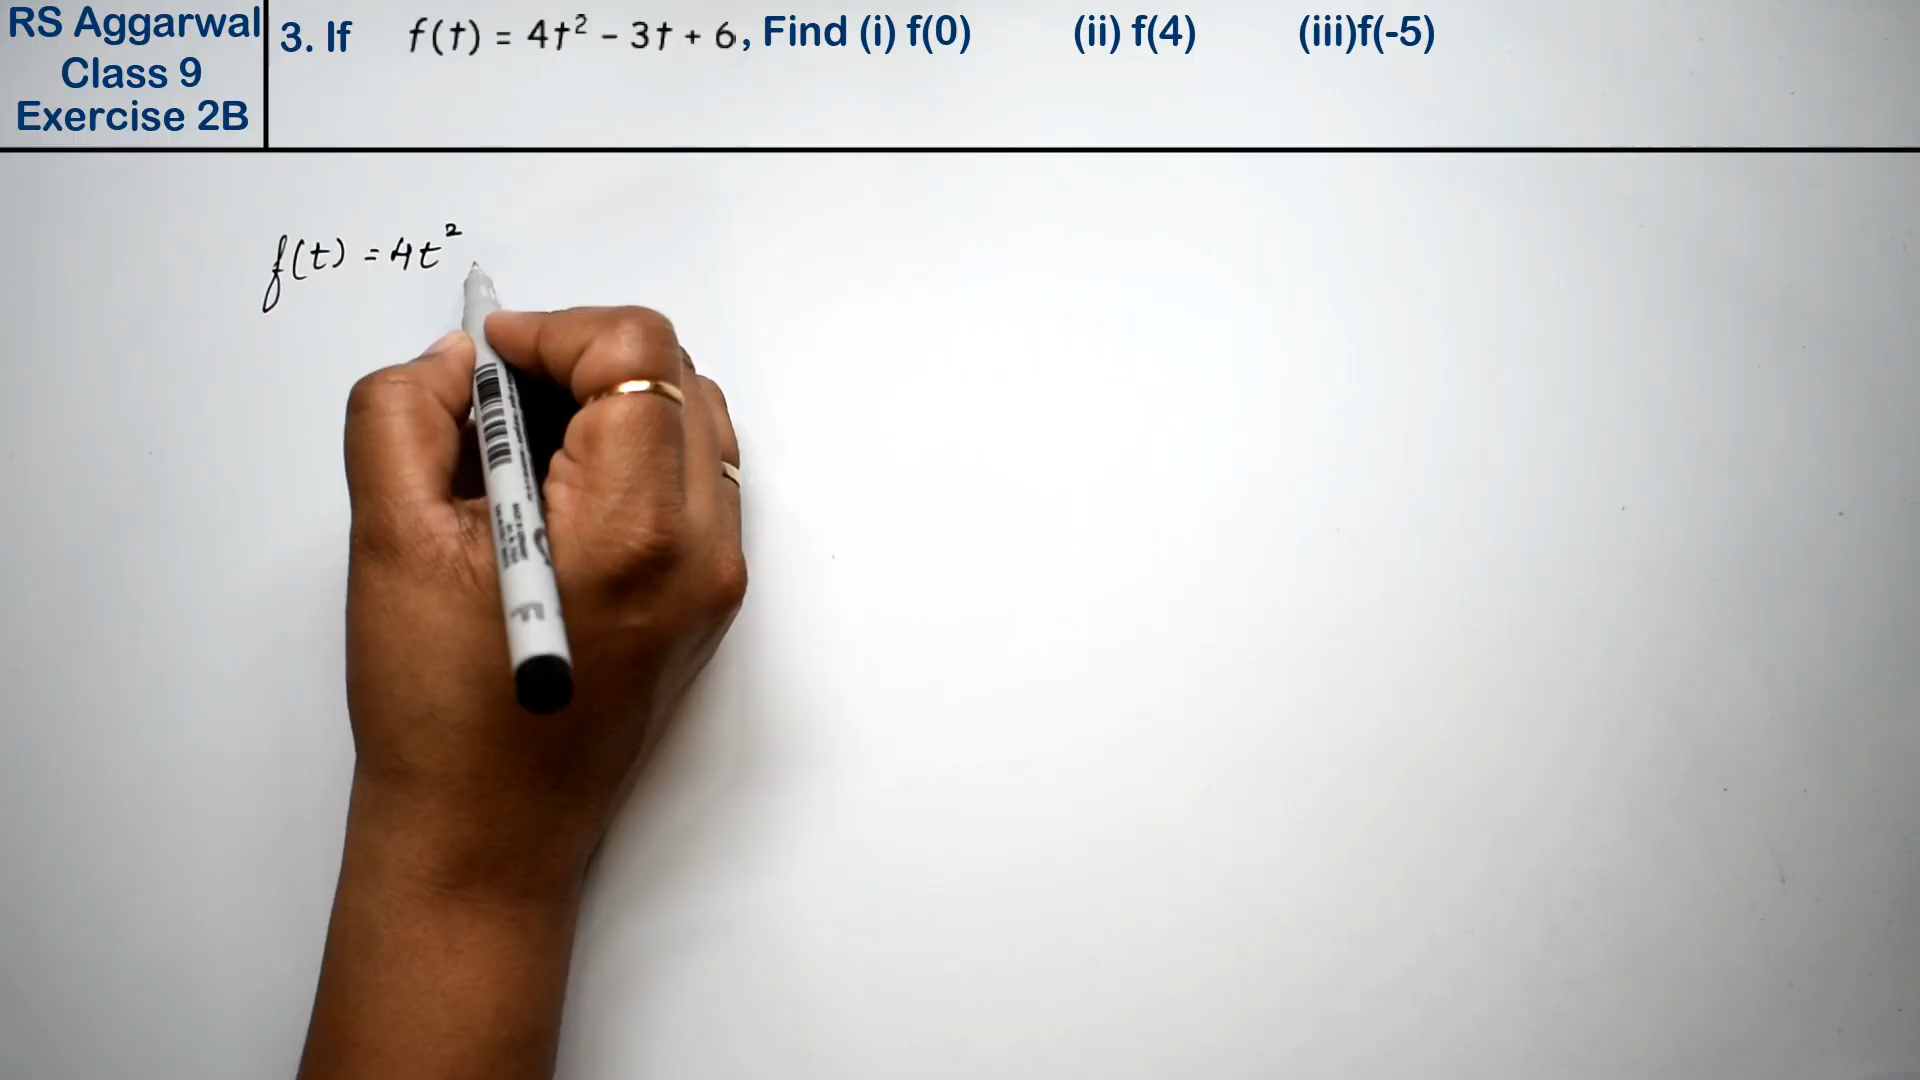 RS Aggarwal
Class 9
Exercise 2B
3. If f(t) = 4t² - 3t + 6, Find (i) f(0) (ii) f(4) (iii)f(-5)
f(t) = 4t²
F